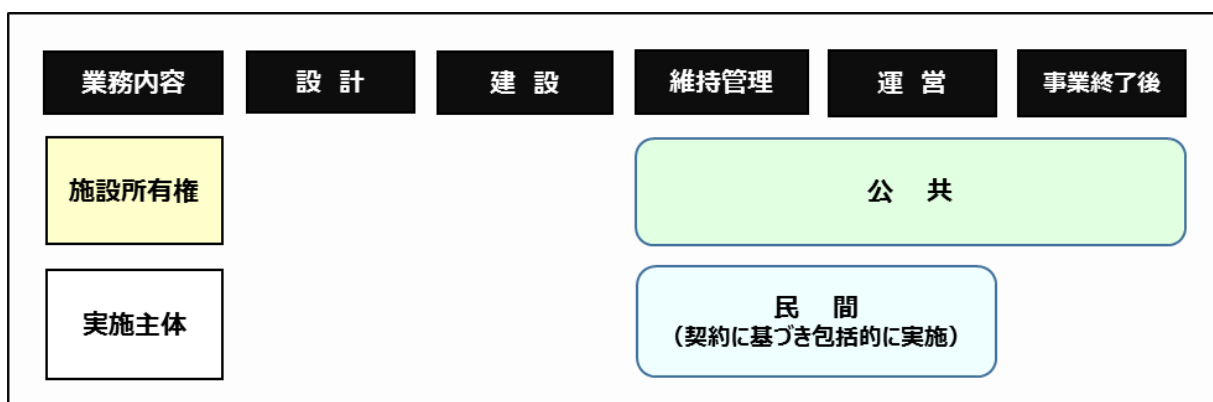 業務内容 設計 建設 維持管理 運営 事業終了後
施設所有権 公共
実施主体 民間
（契約に基づき包括的に実施）